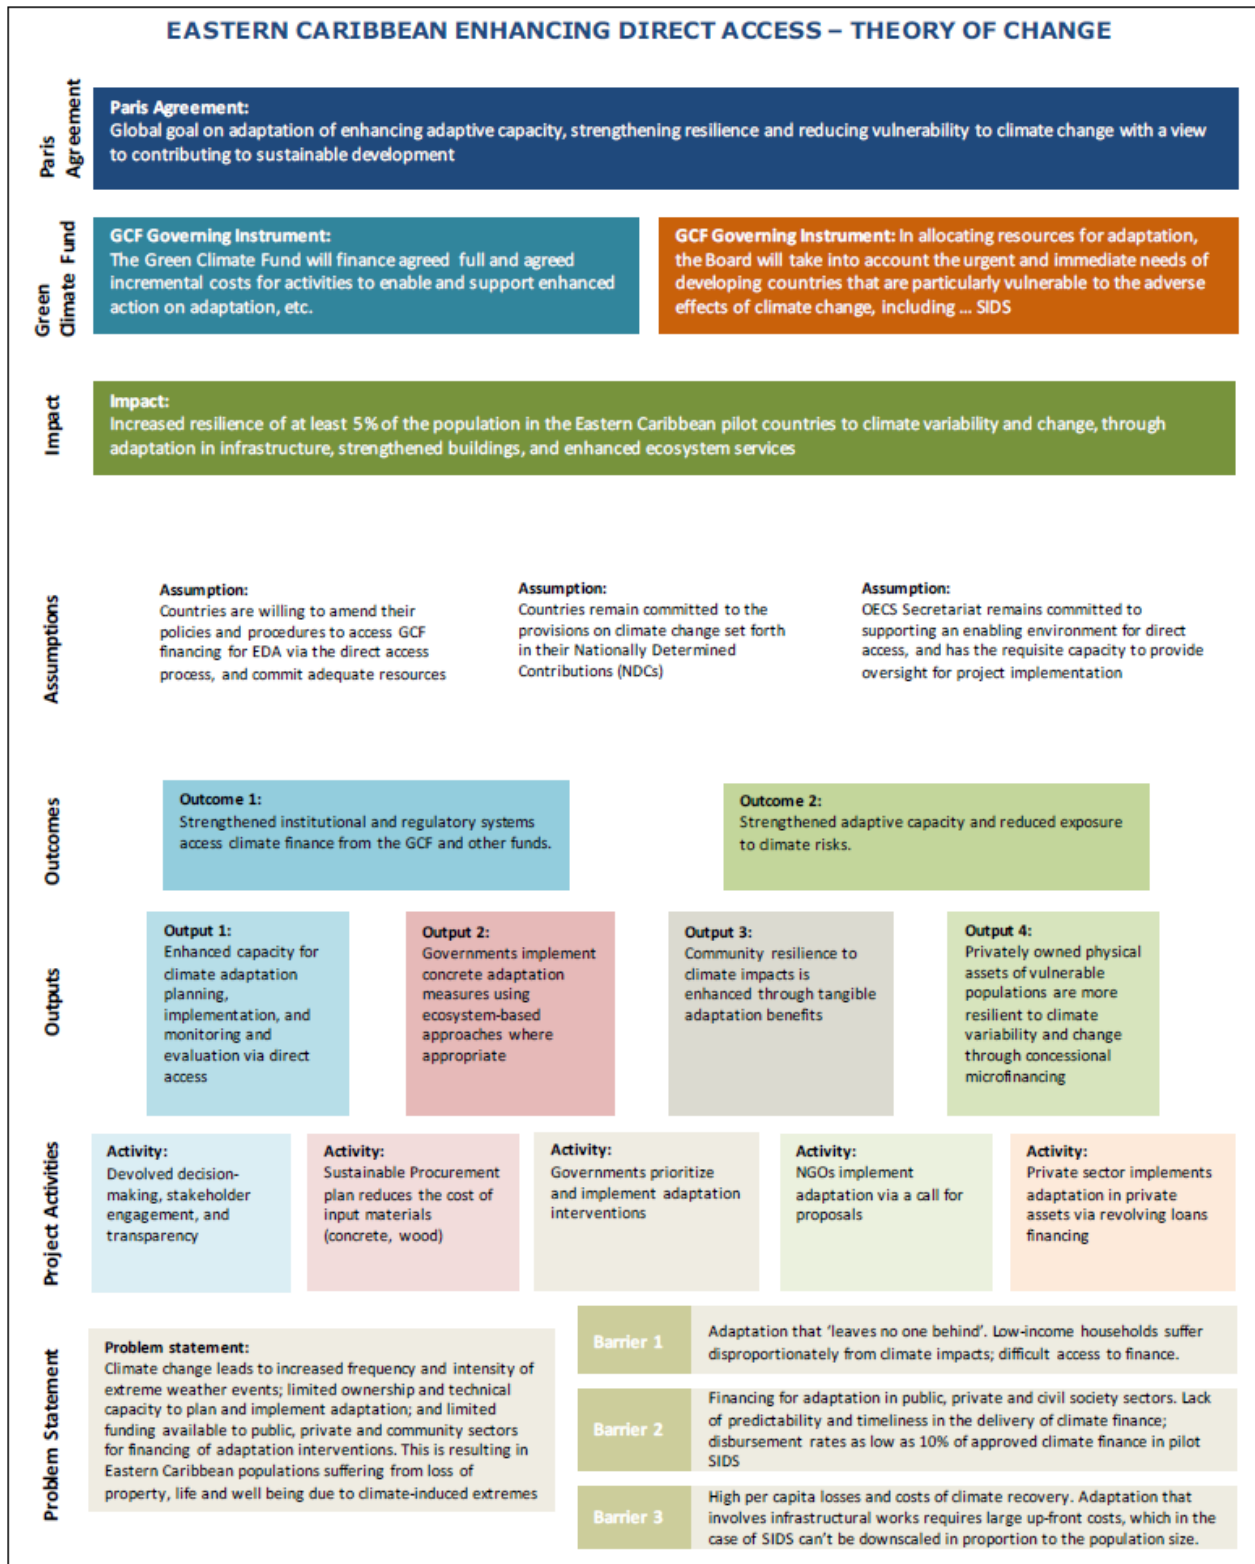 EASTERN CARIBBEAN ENHANCING DIRECT ACCESS – THEORY OF CHANGE
Paris
Agreement
Paris Agreement:
Global goal on adaptation of enhancing adaptive capacity, strengthening resilience and reducing vulnerability to climate change with a view
to contributing to sustainable development
Green
Climate Fund
GCF Governing Instrument:
The Green Climate Fund will finance agreed full and agreed
incremental costs for activities to enable and support enhanced
action on adaptation, etc.
GCF Governing Instrument: In allocating resources for adaptation,
the Board will take into account the urgent and immediate needs of
developing countries that are particularly vulnerable to the adverse
effects of climate change, including ... SIDS
Impact
Impact:
Increased resilience of at least 5% of the population in the Eastern Caribbean pilot countries to climate variability and change, through
adaptation in infrastructure, strengthened buildings, and enhanced ecosystem services
Assumptions
Assumption:
Countries are willing to amend their
policies and procedures to access GCF
financing for EDA via the direct access
process, and commit adequate resources
Assumption:
Countries remain committed to the
provisions on climate change set forth
in their Nationally Determined
Contributions (NDCs)
Assumption:
OECS Secretariat remains committed to
supporting an enabling environment for direct
access, and has the requisite capacity to provide
oversight for project implementation
Outcomes
Outcome 1:
Strengthened institutional and regulatory systems
access climate finance from the GCF and other funds.
Outcome 2:
Strengthened adaptive capacity and reduced exposure
to climate risks.
Outputs
Output 1:
Enhanced capacity for
climate adaptation
planning,
implementation, and
monitoring and
evaluation via direct
access
Output 2:
Governments implement
concrete adaptation
measures using
ecosystem-based
approaches where
appropriate
Output 3:
Community resilience to
climate impacts is
enhanced through tangible
adaptation benefits
Output 4:
Privately owned physical
assets of vulnerable
populations are more
resilient to climate
variability and change
through concessional
microfinancing
Project Activities
Activity:
Devolved decision-
making, stakeholder
engagement, and
transparency
Activity:
Sustainable Procurement
plan reduces the cost of
input materials
(concrete, wood)
Activity:
Governments prioritize
and implement adaptation
interventions
Activity:
NGOs implement
adaptation via a call for
proposals
Activity:
Private sector implements
adaptation in private
assets via revolving loans
financing
Problem Statement
Problem statement:
Climate change leads to increased frequency and intensity of
extreme weather events; limited ownership and technical
capacity to plan and implement adaptation; and limited
funding available to public, private and community sectors
for financing of adaptation interventions. This is resulting in
Eastern Caribbean populations suffering from loss of
property, life and well being due to climate-induced extremes
Barrier 1
Adaptation that ‘leaves no one behind’. Low-income households suffer
disproportionately from climate impacts; difficult access to finance.
Barrier 2
Financing for adaptation in public, private and civil society sectors. Lack
of predictability and timeliness in the delivery of climate finance;
disbursement rates as low as 10% of approved climate finance in pilot
SIDS
Barrier 3
High per capita losses and costs of climate recovery. Adaptation that
involves infrastructural works requires large up-front costs, which in the
case of SIDS can’t be downscaled in proportion to the population size.